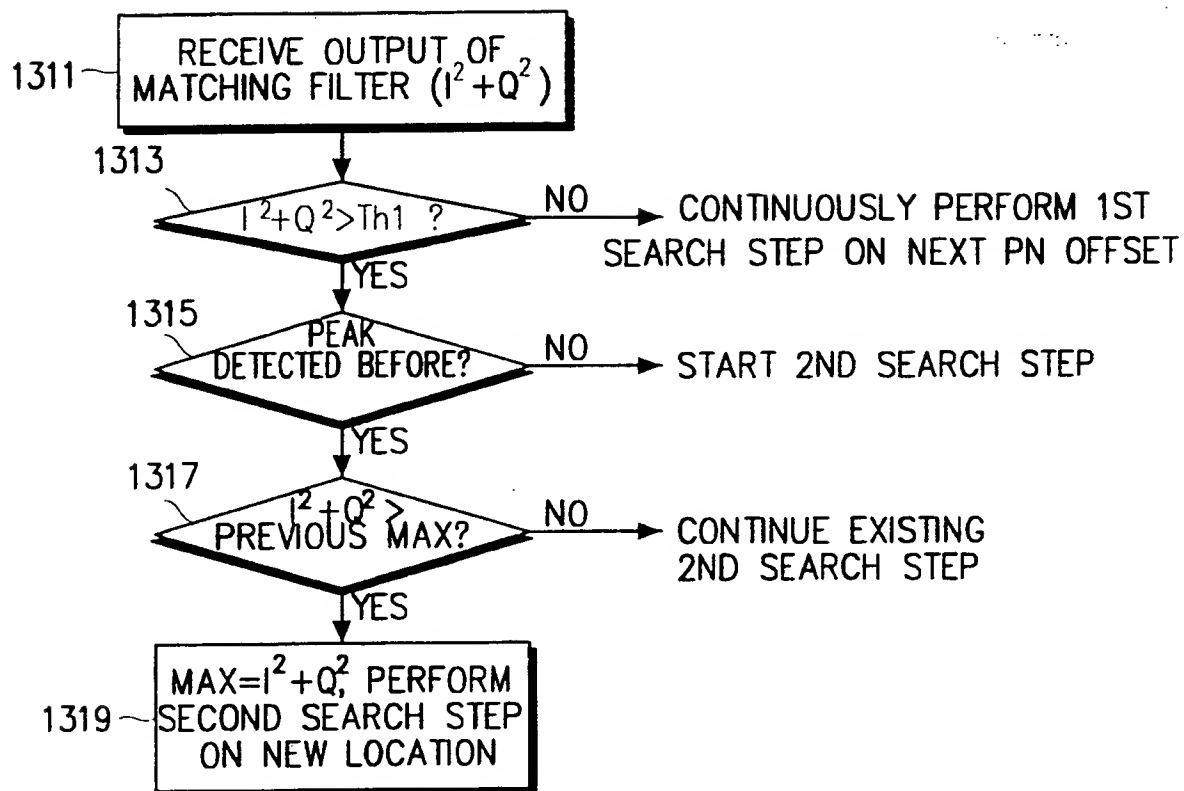 1311
RECEIVE OUTPUT OF
MATCHING FILTER (I²+Q²)
1313
I²+Q²>Th1 ?
NO
CONTINUOUSLY PERFORM 1ST
SEARCH STEP ON NEXT PN OFFSET
YES
1315
PEAK
DETECTED BEFORE?
NO
START 2ND SEARCH STEP
YES
1317
I²+Q² >
PREVIOUS MAX?
NO
CONTINUE EXISTING
2ND SEARCH STEP
YES
1319
MAX=I²+Q², PERFORM
SECOND SEARCH STEP
ON NEW LOCATION